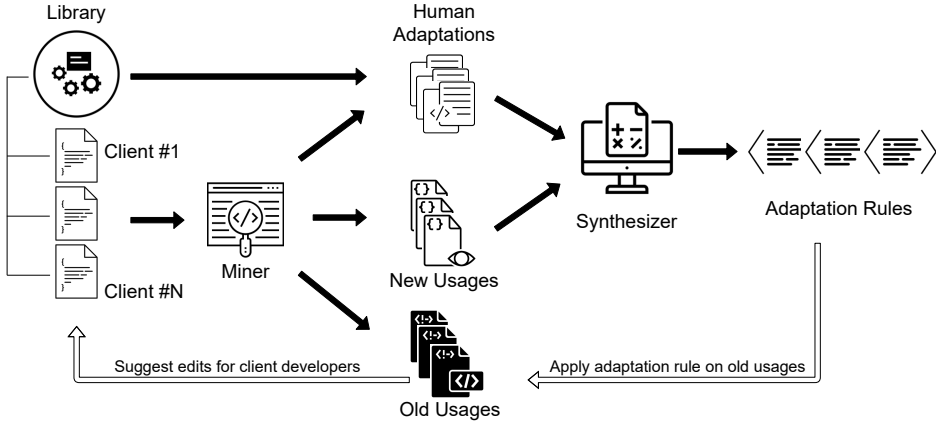 Library
Human
Adaptations
Client #1
Client #N
Miner
New Usages
Old Usages
Synthesizer
Adaptation Rules
Suggest edits for client developers
Apply adaptation rule on old usages